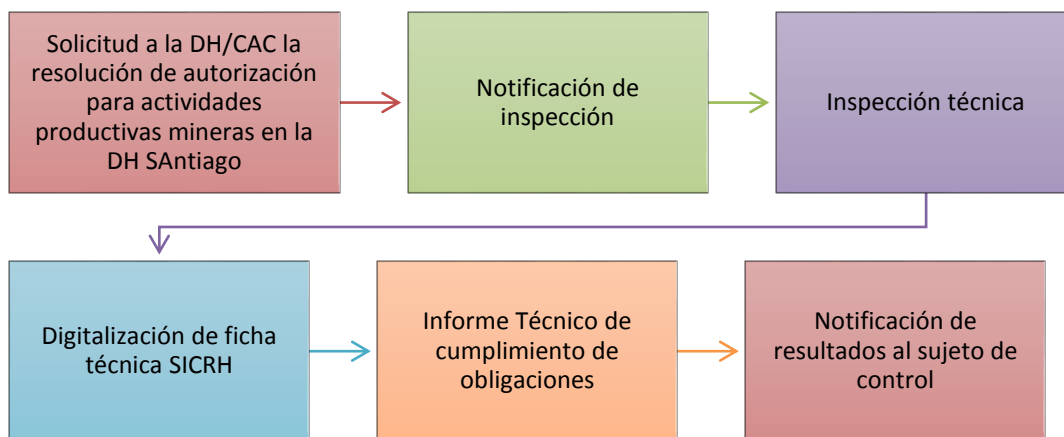 Solicitud a la DH/CAC la
resolución de autorización
para actividades
productivas mineras en la
DH SAntiago
Notificación de
inspección
Inspección técnica
Digitalización de ficha
técnica SICRH
Informe Técnico de
cumplimiento de
obligaciones
Notificación de
resultados al sujeto de
control